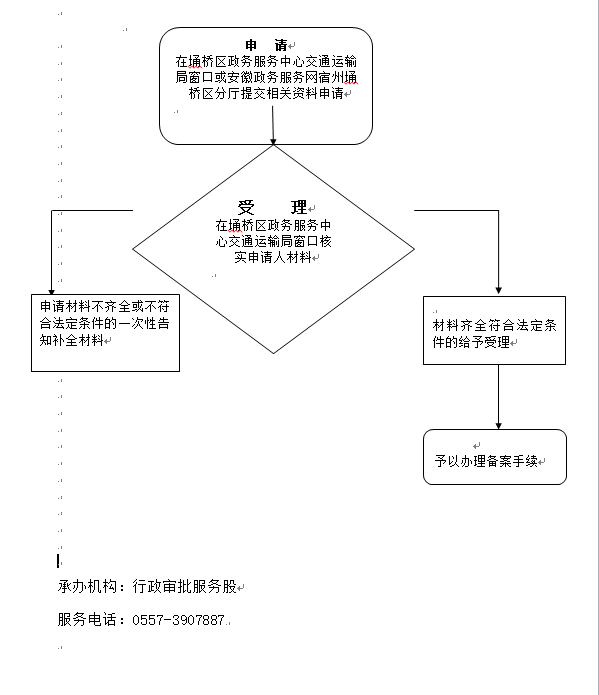 申 请
在埇桥区政务服务中心交通运输
局窗口或安徽政务服务网宿州埇
桥区分厅提交相关资料申请
受 理
在埇桥区政务服务中
心交通运输局窗口核
实申请人材料
申请材料不齐全或不符
合法定条件的一次性告
知补全材料
材料齐全符合法定条
件的给予受理
予以办理备案手续
承办机构：行政审批服务股
服务电话：0557-3907887